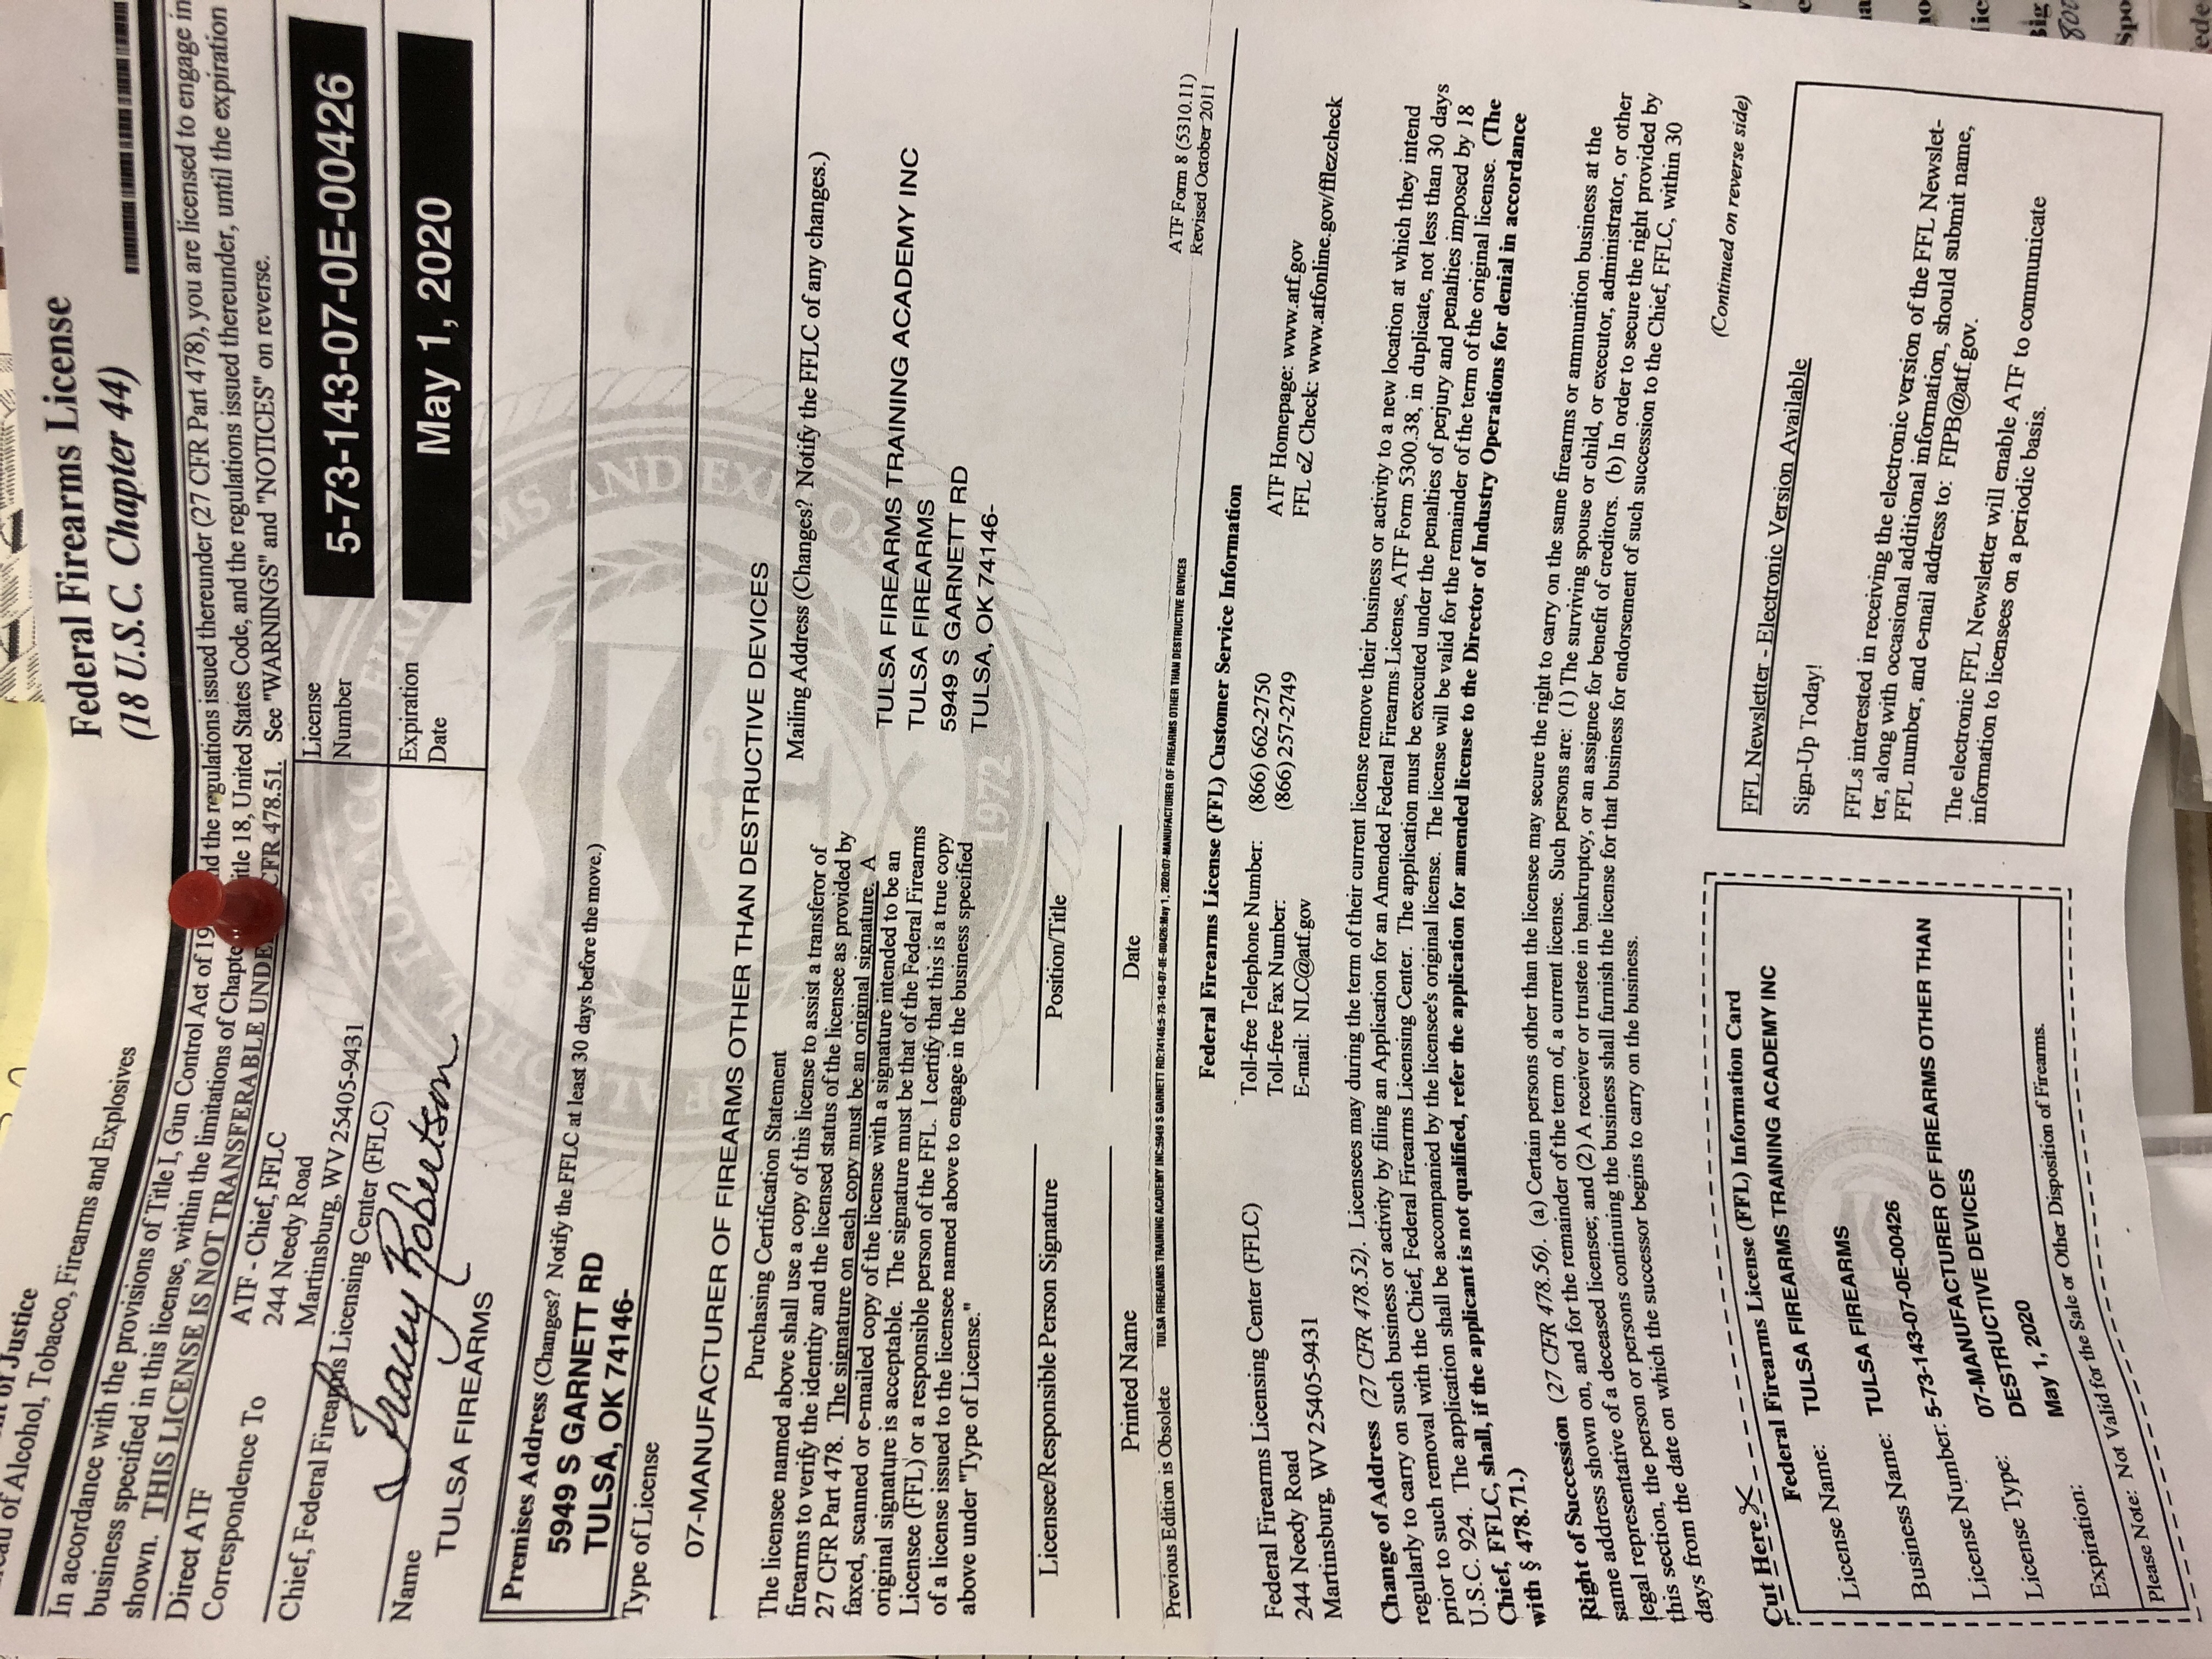 of Justice
of Alcohol, Tobacco, Firearms and Explosives
Federal Firearms License
(18 U.S.C. Chapter 44)
In accordance with the provisions of Title I, Gun Control Act of 19 the regulations issued thereunder (27 CFR Part 478), you are licensed to engage in
business specified in this license, within the limitations of Chapte Title 18, United States Code, and the regulations issued thereunder, until the expiration
shown. THIS LICENSE IS NOT TRANSFERABLE UNDE CFR 478.51. See "WARNINGS" and "NOTICES" on reverse.
Direct ATF
Correspondence To
ATF - Chief, FFLC
244 Needy Road
Martinsburg, WV 25405-9431
License
Number
5-73-143-07-0E-00426
Chief, Federal Firearms Licensing Center (FFLC)
Tracey Robertson
Expiration
Date
May 1, 2020
Name
TULSA FIREARMS
Premises Address (Changes? Notify the FFLC at least 30 days before the move.)
5949 S GARNETT RD
TULSA, OK 74146-
Type of License
07-MANUFACTURER OF FIREARMS OTHER THAN DESTRUCTIVE DEVICES
Purchasing Certification Statement
The licensee named above shall use a copy of this license to assist a transferor of
firearms to verify the identity and the licensed status of the licensee as provided by
27 CFR Part 478. The signature on each copy must be an original signature. A
faxed, scanned or e-mailed copy of the license with a signature intended to be an
original signature is acceptable. The signature must be that of the Federal Firearms
Licensee (FFL) or a responsible person of the FFL. I certify that this is a true copy
of a license issued to the licensee named above to engage in the business specified
above under "Type of License."
Mailing Address (Changes? Notify the FFLC of any changes.)
TULSA FIREARMS TRAINING ACADEMY INC
TULSA FIREARMS
5949 S GARNETT RD
TULSA, OK 74146-
1972
Licensee/Responsible Person Signature
Position/Title
Printed Name
Date
Previous Edition is Obsolete
TULSA FIREARMS TRAINING ACADEMY INC:5949 S GARNETT RD:74146:5-73-143-07-0E-00426:May 1, 2020:07-MANUFACTURER OF FIREARMS OTHER THAN DESTRUCTIVE DEVICES
ATF Form 8 (5310.11)
Revised October 2011
Federal Firearms License (FFL) Customer Service Information
Federal Firearms Licensing Center (FFLC)
244 Needy Road
Martinsburg, WV 25405-9431
Toll-free Telephone Number: (866) 662-2750
Toll-free Fax Number: (866) 257-2749
E-mail: NLC@atf.gov
ATF Homepage: www.atf.gov
FFL eZ Check: www.atfonline.gov/fflezcheck
Change of Address (27 CFR 478.52). Licensees may during the term of their current license remove their business or activity to a new location at which they intend
regularly to carry on such business or activity by filing an Application for an Amended Federal Firearms License, ATF Form 5300.38, in duplicate, not less than 30 days
prior to such removal with the Chief, Federal Firearms Licensing Center. The application must be executed under the penalties of perjury and penalties imposed by 18
U.S.C. 924. The application shall be accompanied by the licensee's original license. The license will be valid for the remainder of the term of the original license. (The
Chief, FFLC, shall, if the applicant is not qualified, refer the application for amended license to the Director of Industry Operations for denial in accordance
with § 478.71.)
Right of Succession (27 CFR 478.56). (a) Certain persons other than the licensee may secure the right to carry on the same firearms or ammunition business at the
same address shown on, and for the remainder of the term of, a current license. Such persons are: (1) The surviving spouse or child, or executor, administrator, or other
legal representative of a deceased licensee; and (2) A receiver or trustee in bankruptcy, or an assignee for benefit of creditors. (b) In order to secure the right provided by
this section, the person or persons continuing the business shall furnish the license for that business for endorsement of such succession to the Chief, FFLC, within 30
days from the date on which the successor begins to carry on the business.
(Continued on reverse side)
Cut Here
Federal Firearms License (FFL) Information Card
License Name: TULSA FIREARMS TRAINING ACADEMY INC
Business Name: TULSA FIREARMS
License Number: 5-73-143-07-0E-00426
License Type: 07-MANUFACTURER OF FIREARMS OTHER THAN
DESTRUCTIVE DEVICES
Expiration: May 1, 2020
Please Note: Not Valid for the Sale or Other Disposition of Firearms.
FFL Newsletter - Electronic Version Available
Sign-Up Today!
FFLs interested in receiving the electronic version of the FFL Newslet-
ter, along with occasional additional information, should submit name,
FFL number, and e-mail address to: FIPB@atf.gov.
The electronic FFL Newsletter will enable ATF to communicate
information to licensees on a periodic basis.